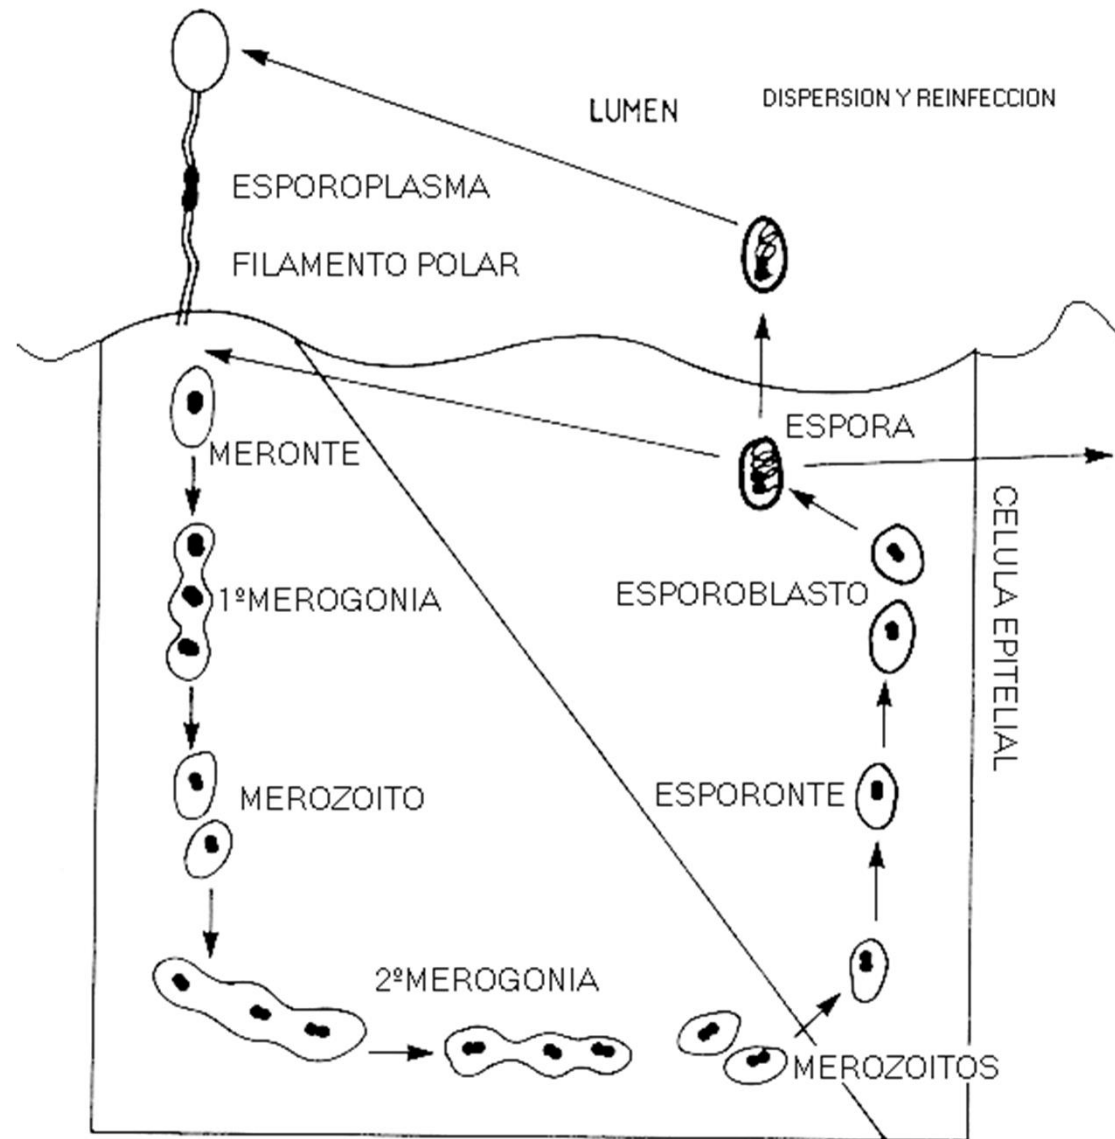 LUMEN
DISPERSION Y REINFECCION
ESPOROPLASMA
FILAMENTO POLAR
ESPORA
MERONTE
1ºMEROGONIA
ESPOROBLASTO
CELULA EPITELIAL
MEROZOITO
ESPORONTE
2ºMEROGONIA
MEROZOITOS